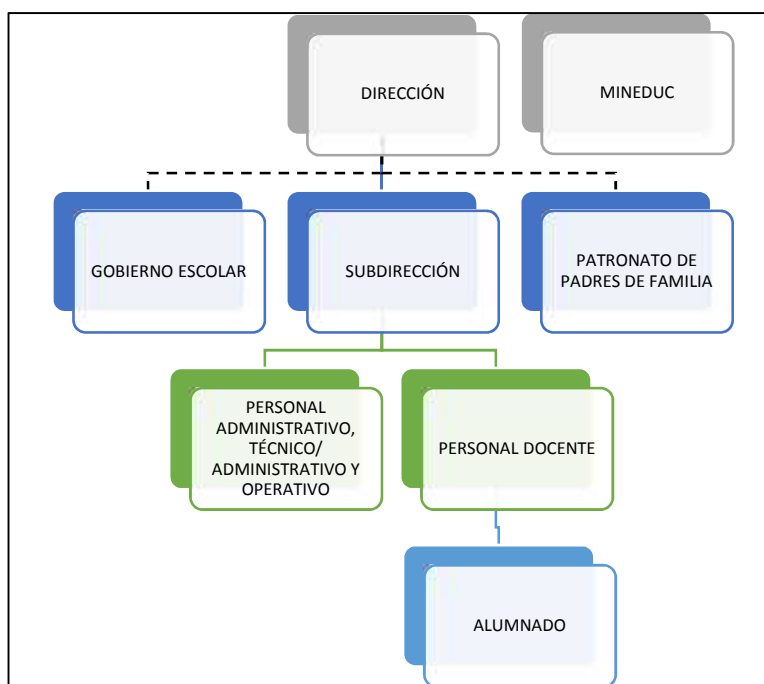 DIRECCIÓN
MINEDUC
GOBIERNO ESCOLAR
SUBDIRECCIÓN
PATRONATO DE
PADRES DE FAMILIA
PERSONAL
ADMINISTRATIVO,
TÉCNICO/
ADMINISTRATIVO Y
OPERATIVO
PERSONAL DOCENTE
ALUMNADO